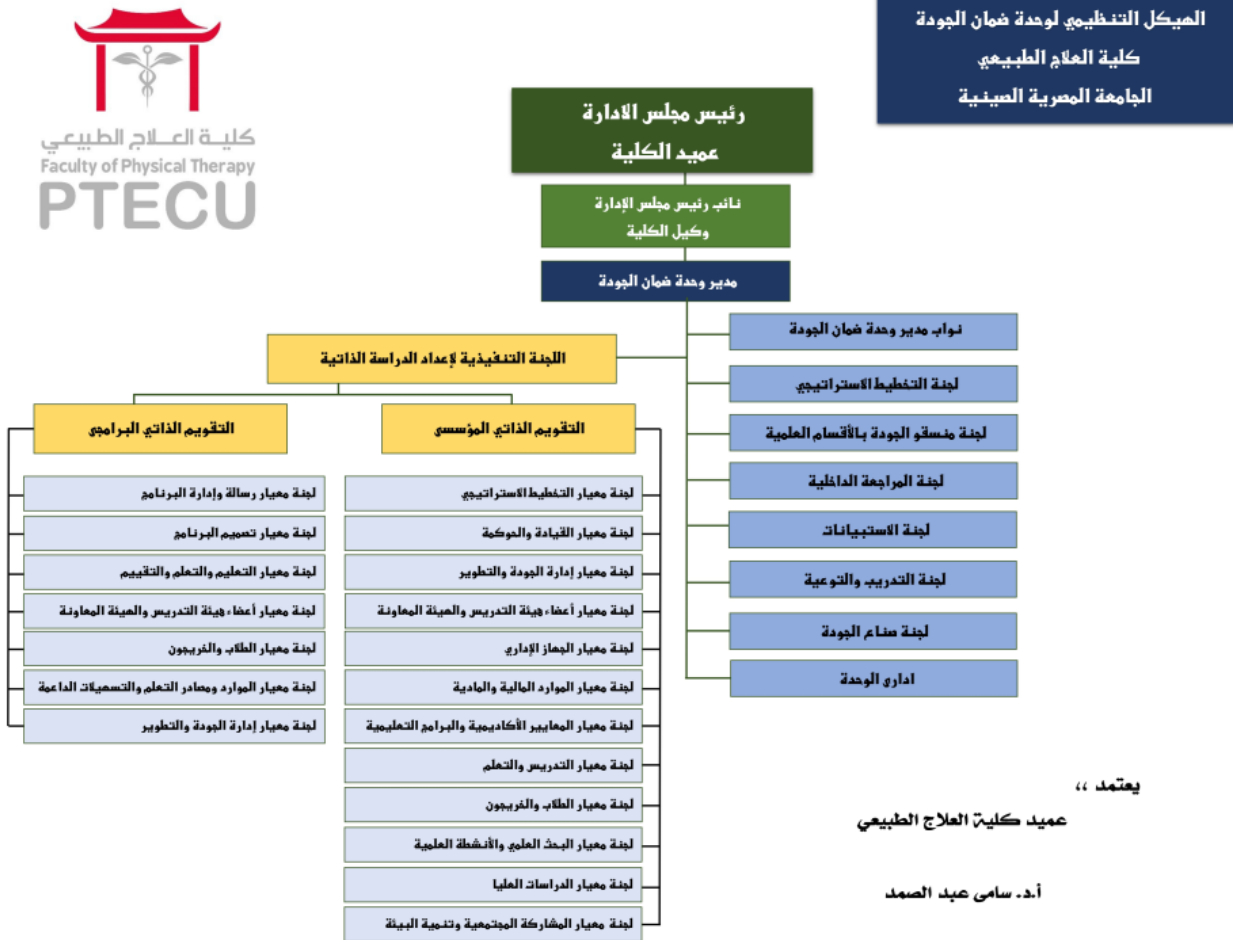 الهيكل التنظيمي لوحدة ضمان الجودة
كلية العلاج الطبيعي
الجامعة المصرية الصينية
كليـة العـــلاج الطبيعـي
Faculty of Physical Therapy
PTECU
رئيس مجلس الادارة
عميد الكلية
نائب رئيس مجلس الإدارة
وكيل الكلية
مدير وحدة ضمان الجودة
نواب مدير وحدة ضمان الجودة
لجنة التخطيط الاستراتيجي
لجنة منسقو الجودة بالأقسام العلمية
لجنة المراجعة الداخلية
لجنة الاستبيانات
لجنة التدريب والتوعية
لجنة صناع الجودة
ادارى الوحدة
اللجنة التنفيذية لإعداد الدراسة الذاتية
التقويم الذاتي المؤسسى
لجنة معيار التخطيط الاستراتيجي
لجنة معيار القيادة والحوكمة
لجنة معيار إدارة الجودة والتطوير
لجنة معيار أعضاء هيئة التدريس والهيئة المعاونة
لجنة معيار الجهاز الإداري
لجنة معيار الموارد المالية والمادية
لجنة معيار المعايير الأكاديمية والبرامج التعليمية
لجنة معيار التدريس والتعلم
لجنة معيار الطلاب والخريجون
لجنة معيار البحث العلمي والأنشطة العلمية
لجنة معيار الدراسات العليا
لجنة معيار المشاركة المجتمعية وتنمية البيئة
التقويم الذاتي البرامجى
لجنة معيار رسالة وإدارة البرنامج
لجنة معيار تصميم البرنامج
لجنة معيار التعليم والتعلم والتقييم
لجنة معيار أعضاء هيئة التدريس والهيئة المعاونة
لجنة معيار الطلاب والخريجون
لجنة معيار الموارد ومصادر التعلم والتسهيلات الداعمة
لجنة معيار إدارة الجودة والتطوير
يعتمد ،،
عميد كلية العلاج الطبيعي
أ.د. سامى عبد الصمد